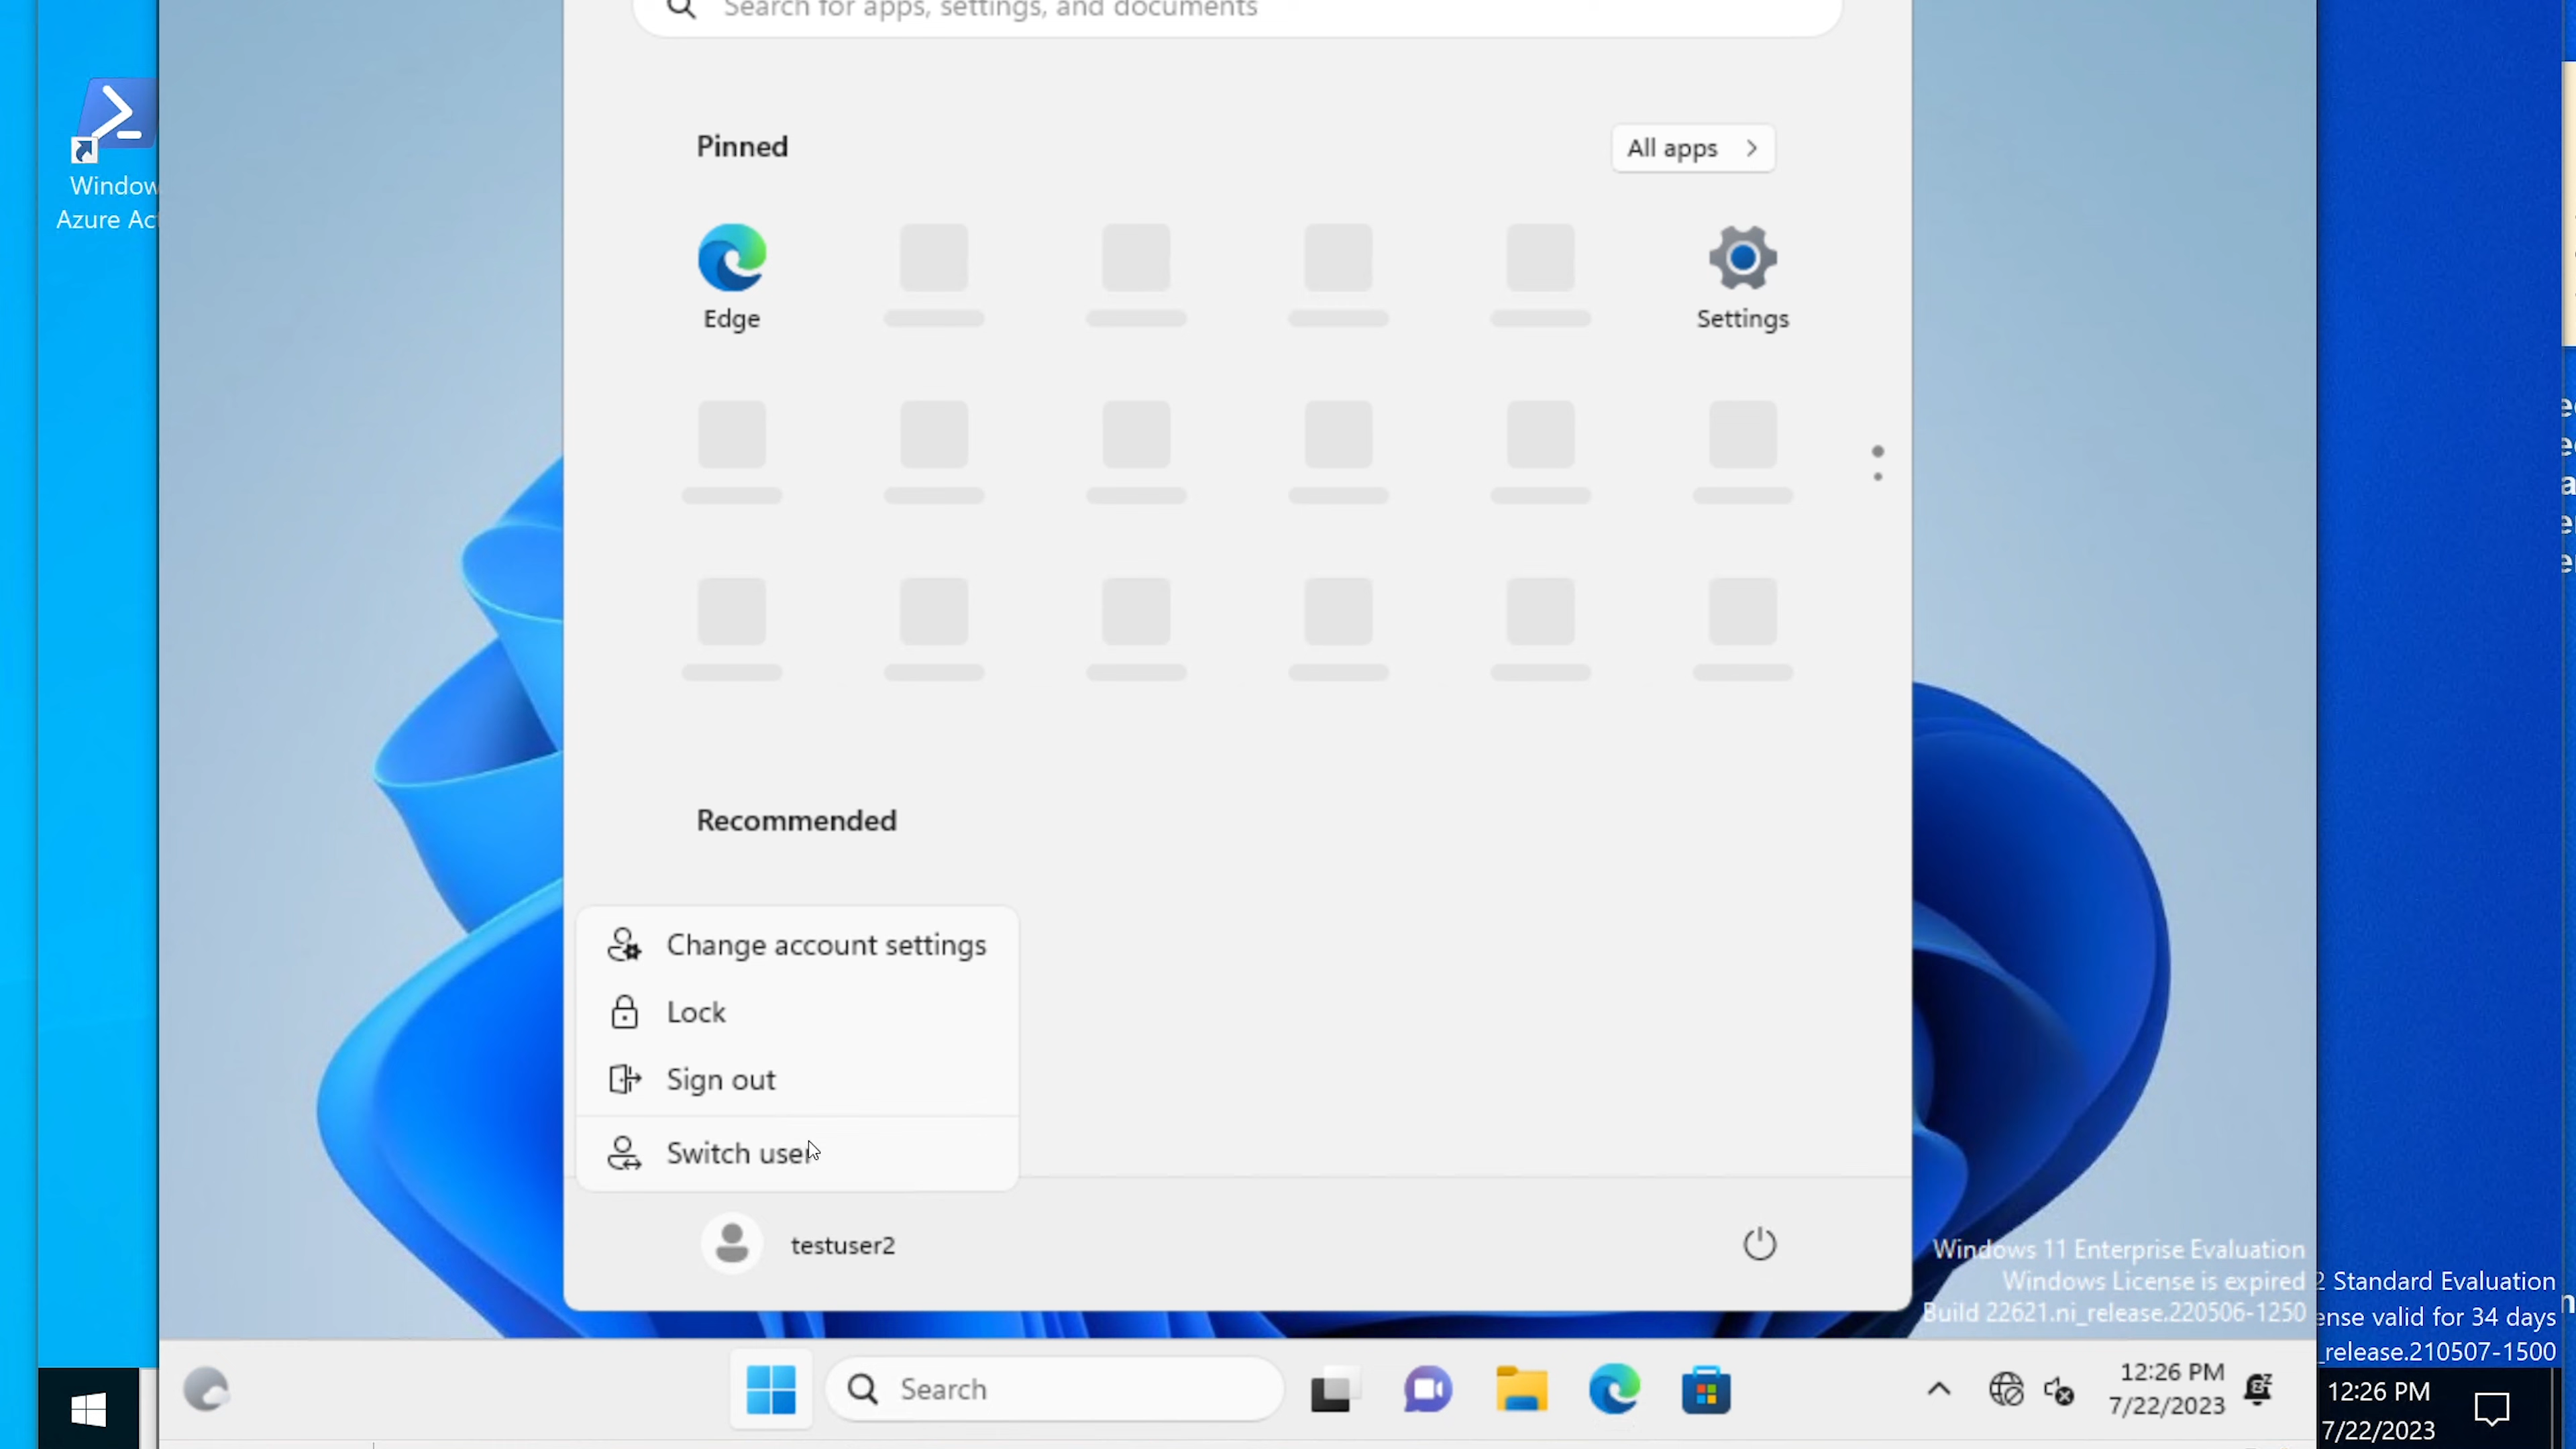 Search for apps, settings, and documents
Window
Azure Act
Pinned
All apps
Edge
Settings
Recommended
Change account settings
Lock
Sign out
Switch user
testuser2
Windows 11 Enterprise Evaluation
Windows License is expired
Build 22621.ni_release.220506-1250
2 Standard Evaluation
ense valid for 34 days
_release.210507-1500
Search
12:26 PM
7/22/2023
12:26 PM
7/22/2023